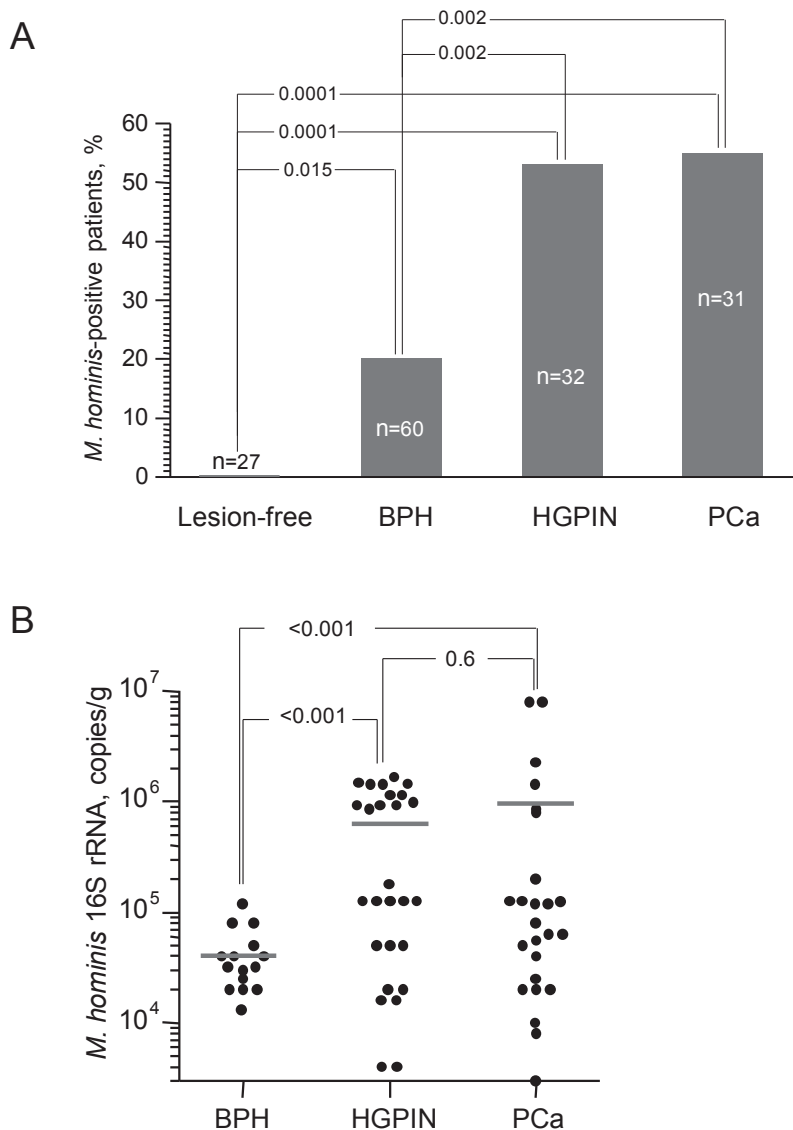 A
0.002
0.002
0.0001
0.0001
0.015
M. hominis-positive patients, %
60
50
40
30
20
10
0
n=27
n=60
n=32
n=31
Lesion-free BPH HGPIN PCa
B
<0.001
0.6
<0.001
M. hominis 16S rRNA, copies/g
10⁷
10⁶
10⁵
10⁴
BPH HGPIN PCa